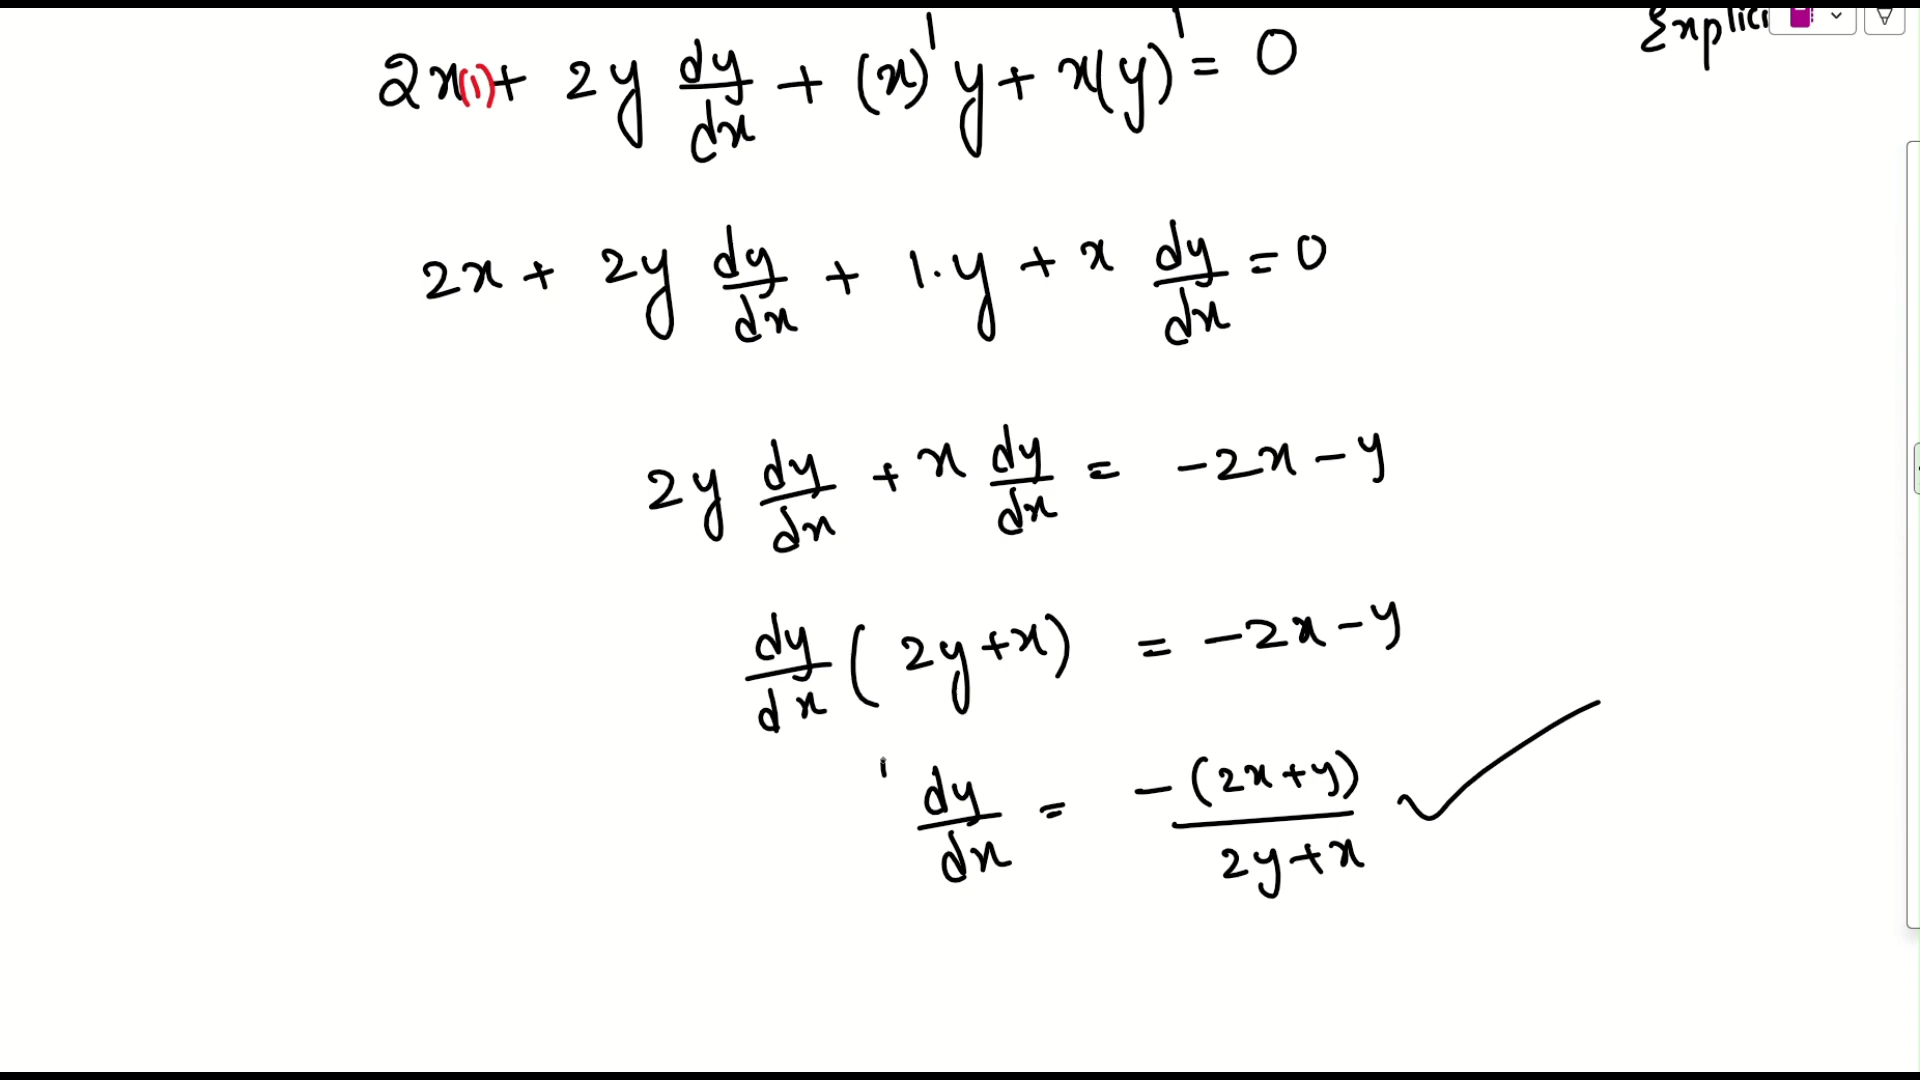 Explici
2x(1) + 2y dy/dx + (x)' y + x(y)' = 0
2x + 2y dy/dx + 1·y + x dy/dx = 0
2y dy/dx + x dy/dx = -2x - y
dy/dx (2y + x) = -2x - y
dy/dx = -(2x + y)/2y + x